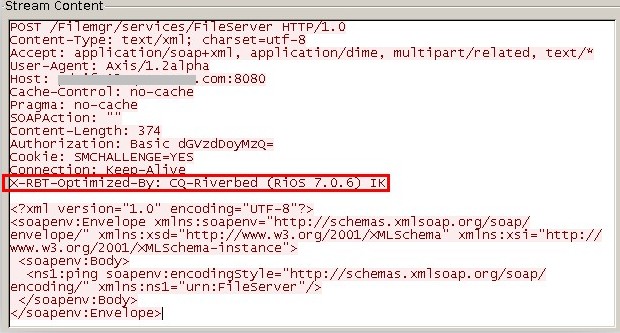 Stream Content
POST /Filemgr/services/FileServer HTTP/1.0
Content-Type: text/xml; charset=utf-8
Accept: application/soap+xml, application/dime, multipart/related, text/*
User-Agent: Axis/1.2alpha
Host: .com:8080
Cache-Control: no-cache
Pragma: no-cache
SOAPAction: ""
Content-Length: 374
Authorization: Basic dGVzdDoyMzQ=
Cookie: SMCHALLENGE=YES
Connection: Keep-Alive
X-RBT-Optimized-By: CQ-Riverbed (RiOS 7.0.6) IK
<?xml version="1.0" encoding="UTF-8"?>
<soapenv:Envelope xmlns:soapenv="http://schemas.xmlsoap.org/soap/
envelope/" xmlns:xsd="http://www.w3.org/2001/XMLSchema" xmlns:xsi="http://
www.w3.org/2001/XMLSchema-instance">
<soapenv:Body>
<ns1:ping soapenv:encodingStyle="http://schemas.xmlsoap.org/soap/
encoding/" xmlns:ns1="urn:FileServer"/>
</soapenv:Body>
</soapenv:Envelope>